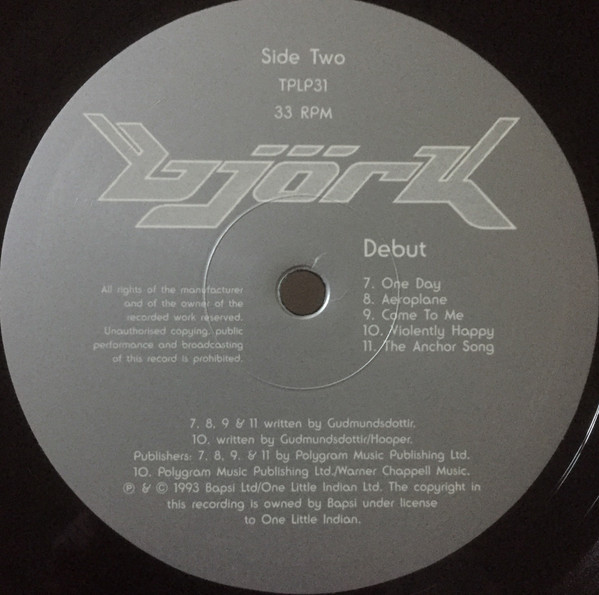 Side Two
TPLP31
33 RPM
björk
Debut
7. One Day
8. Aeroplane
9. Come To Me
10. Violently Happy
11. The Anchor Song
All rights of the manufacturer
and of the owner of the
recorded work reserved.
Unauthorised copying, public
performance and broadcasting
of this record is prohibited.
7. 8. 9 & 11 written by Gudmundsdottir.
10. written by Gudmundsdottir/Hooper.
Publishers: 7. 8. 9. & 11 by Polygram Music Publishing Ltd.
10. Polygram Music Publishing Ltd./Warner Chappell Music.
℗ & © 1993 Bapsi Ltd/One Little Indian Ltd. The copyright in
this recording is owned by Bapsi under license
to One Little Indian.